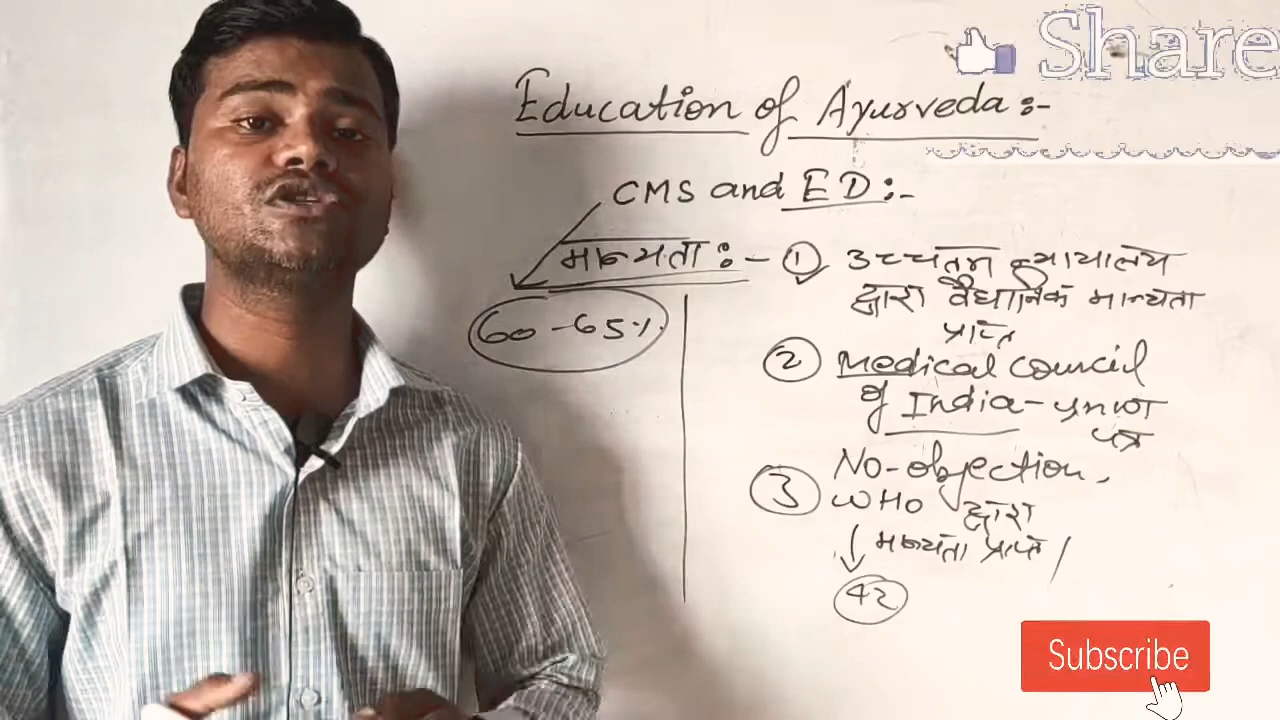 Share
Education of Ayurveda:-
CMS and ED:-
मान्यता:-
60-65%
① उच्चतम न्यायालय
द्वारा वैधानिक मान्यता
प्राप्त
② Medical council
of India - प्रमाण
पत्र
No-objection.
③ WHO द्वारा
मान्यता प्राप्त
42
Subscribe